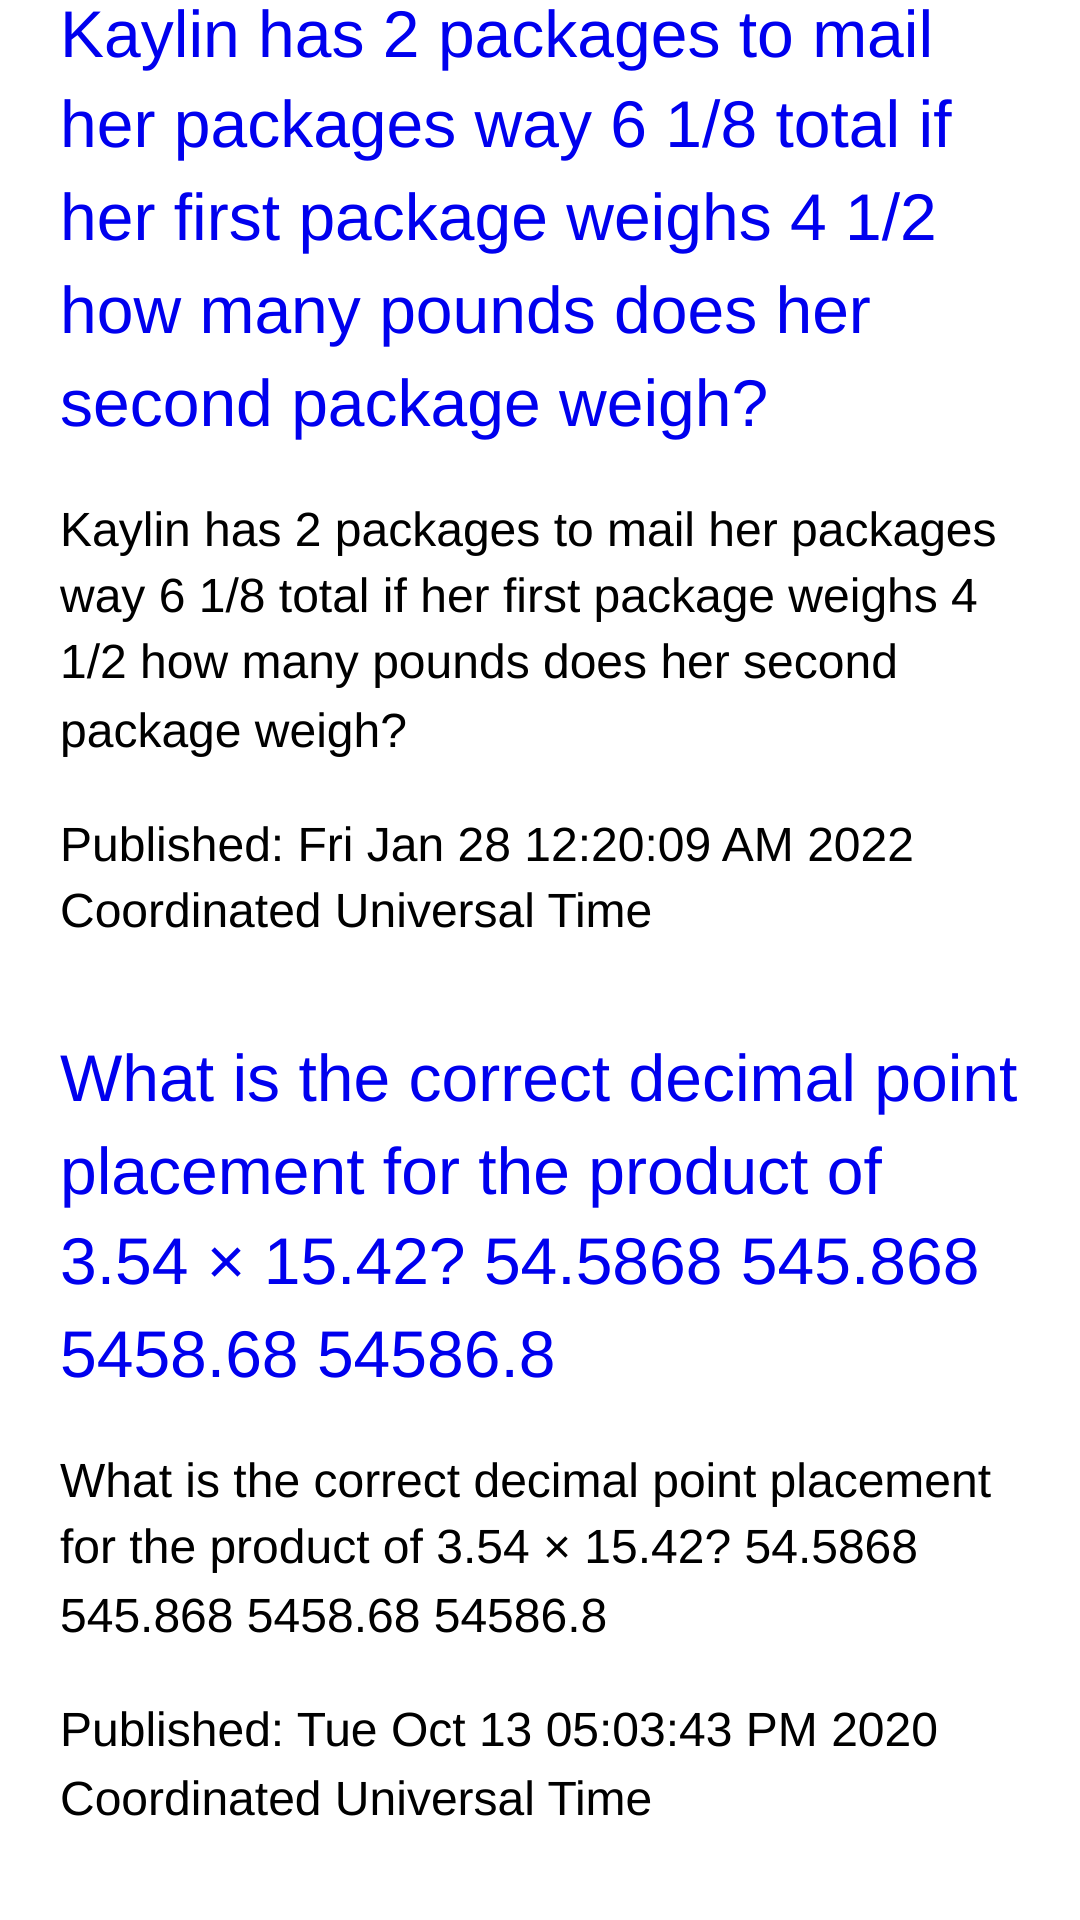 Kaylin has 2 packages to mail
her packages way 6 1/8 total if
her first package weighs 4 1/2
how many pounds does her
second package weigh?
Kaylin has 2 packages to mail her packages
way 6 1/8 total if her first package weighs 4
1/2 how many pounds does her second
package weigh?
Published: Fri Jan 28 12:20:09 AM 2022
Coordinated Universal Time
What is the correct decimal point
placement for the product of
3.54 × 15.42? 54.5868 545.868
5458.68 54586.8
What is the correct decimal point placement
for the product of 3.54 × 15.42? 54.5868
545.868 5458.68 54586.8
Published: Tue Oct 13 05:03:43 PM 2020
Coordinated Universal Time